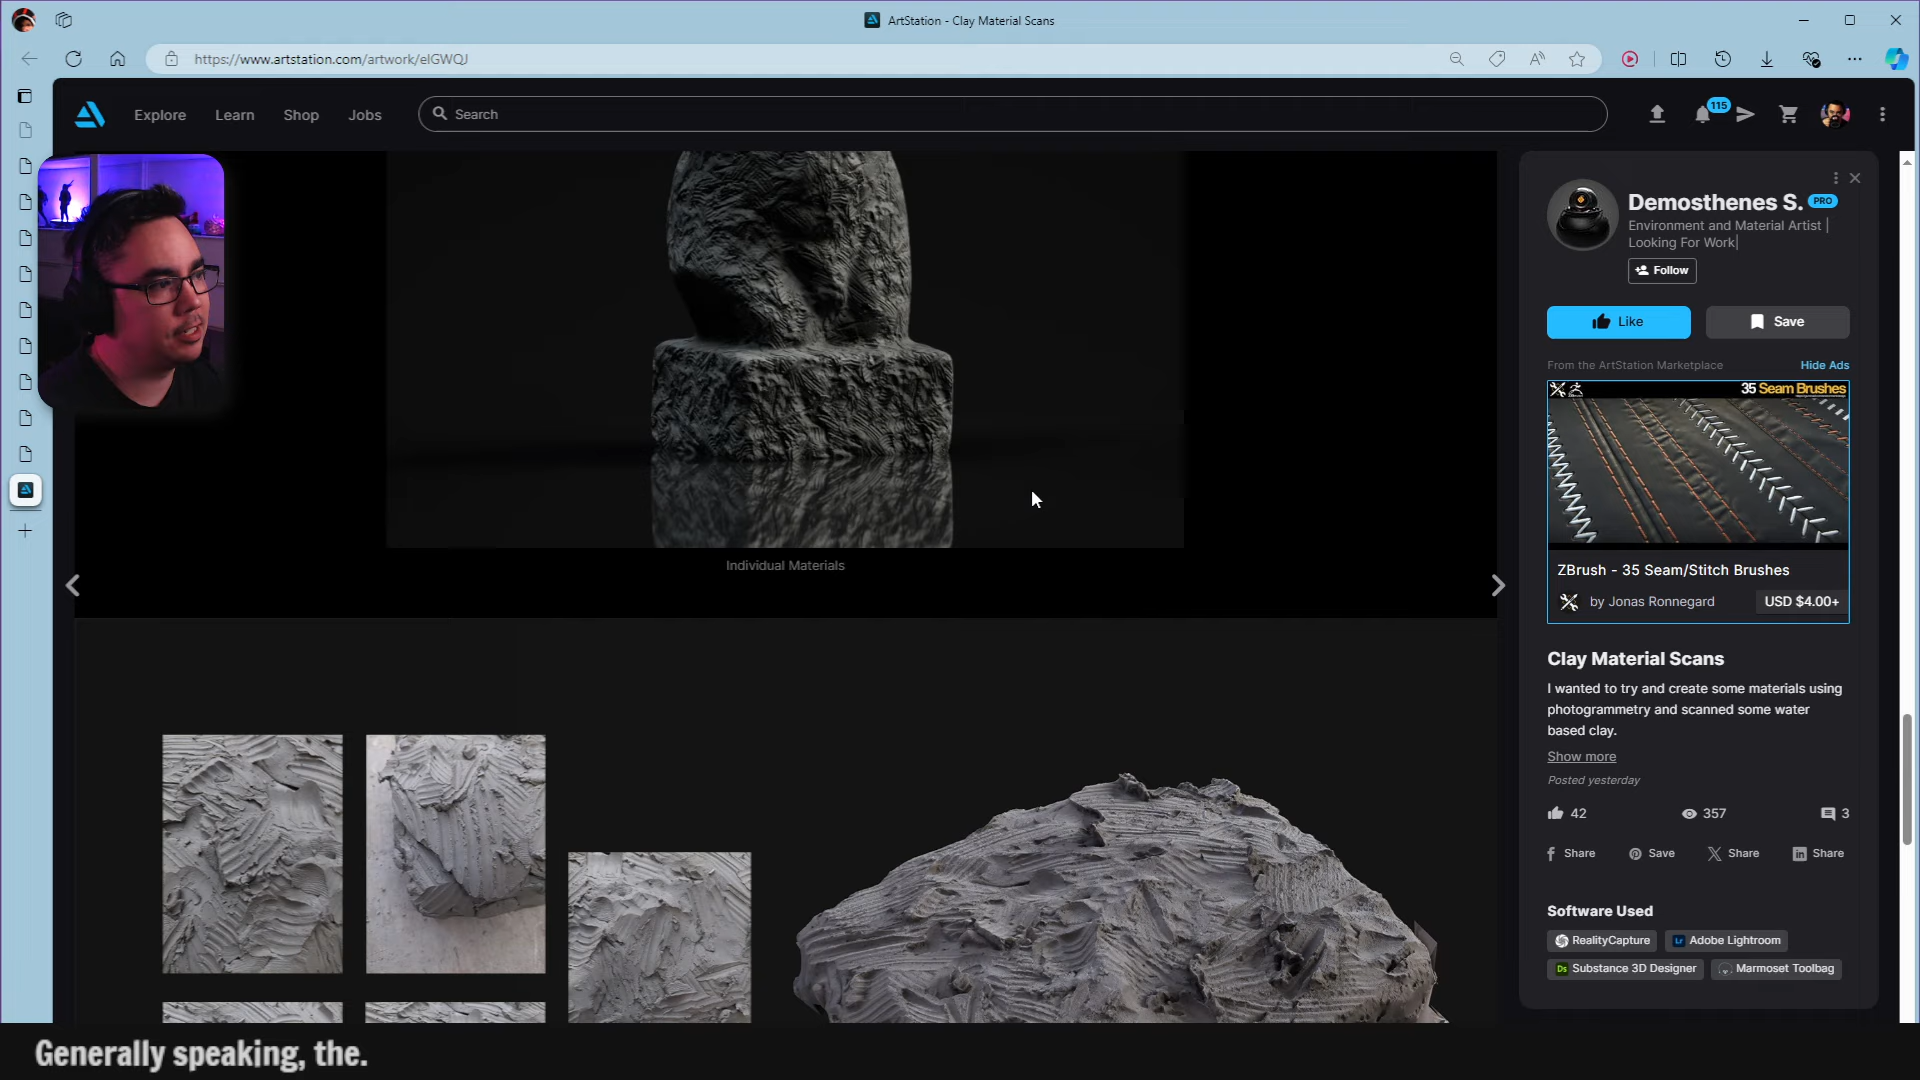 ArtStation - Clay Material Scans
https://www.artstation.com/artwork/elGWQJ
Explore
Learn
Shop
Jobs
Search
115
Demosthenes S. PRO
Environment and Material Artist |
Looking For Work|
Follow
Like
Save
From the ArtStation Marketplace
Hide Ads
35 Seam Brushes
ZBrush - 35 Seam/Stitch Brushes
by Jonas Ronnegard
USD $4.00+
Individual Materials
Clay Material Scans
I wanted to try and create some materials using
photogrammetry and scanned some water
based clay.
Show more
Posted yesterday
42
357
3
Share
Save
Share
Share
Software Used
RealityCapture
Lr Adobe Lightroom
Ds Substance 3D Designer
Marmoset Toolbag
Generally speaking, the.